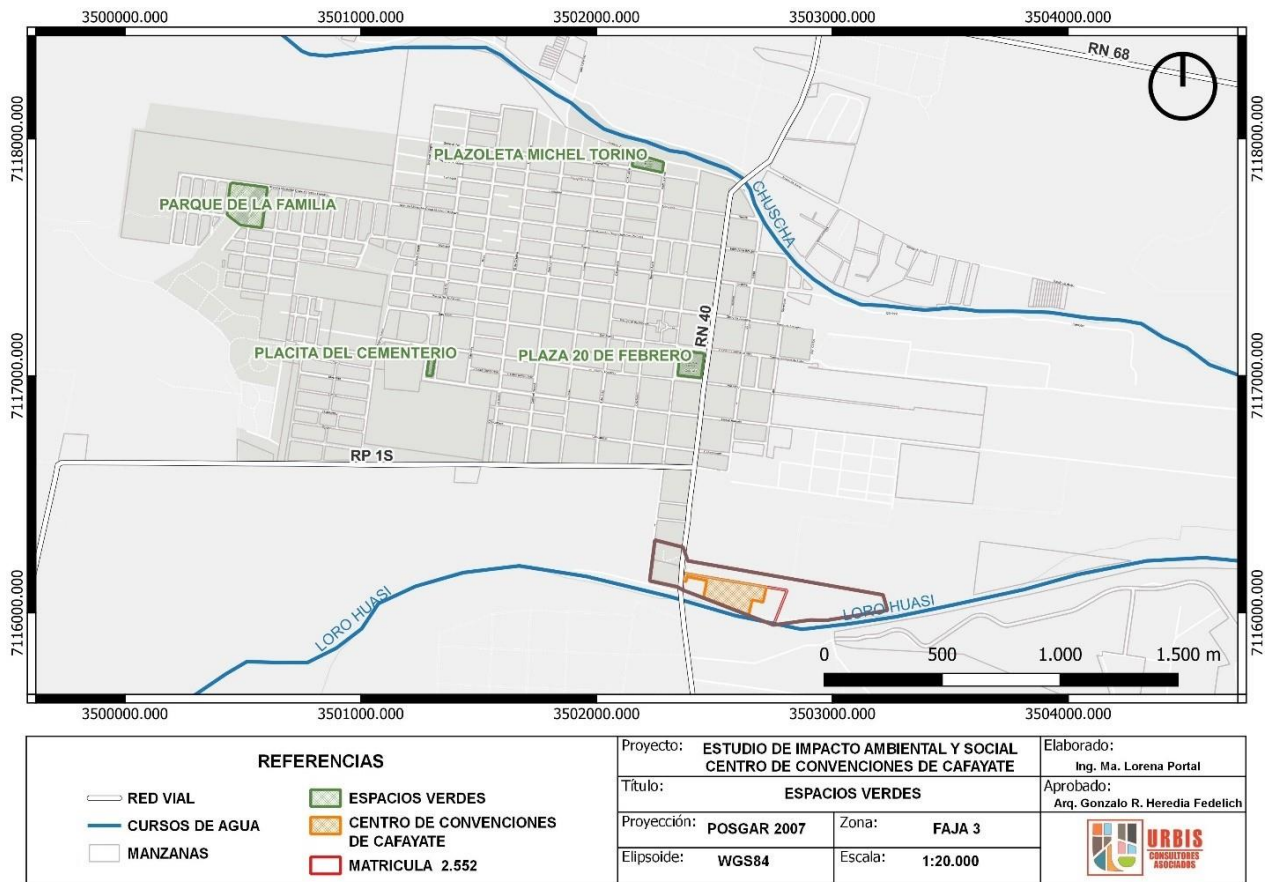 3500000.000 3501000.000 3502000.000 3503000.000 3504000.000
RN 68
7118000.000 7118000.000
PLAZOLETA MICHEL TORINO
PARQUE DE LA FAMILIA
CHUSCHA
RN 40
PLACITA DEL CEMENTERIO PLAZA 20 DE FEBRERO
7117000.000 7117000.000
RP 1S
LORO HUASI LORO HUASI
7116000.000 7116000.000
0 500 1.000 1.500 m
3500000.000 3501000.000 3502000.000 3503000.000 3504000.000
REFERENCIAS
RED VIAL
CURSOS DE AGUA
MANZANAS
ESPACIOS VERDES
CENTRO DE CONVENCIONES
DE CAFAYATE
MATRICULA 2.552
Proyecto: ESTUDIO DE IMPACTO AMBIENTAL Y SOCIAL
CENTRO DE CONVENCIONES DE CAFAYATE
Título: ESPACIOS VERDES
Proyección: POSGAR 2007 Zona: FAJA 3
Elipsoide: WGS84 Escala: 1:20.000
Elaborado:
Ing. Ma. Lorena Portal
Aprobado:
Arq. Gonzalo R. Heredia Fedelich
URBIS
CONSULTORES
ASOCIADOS